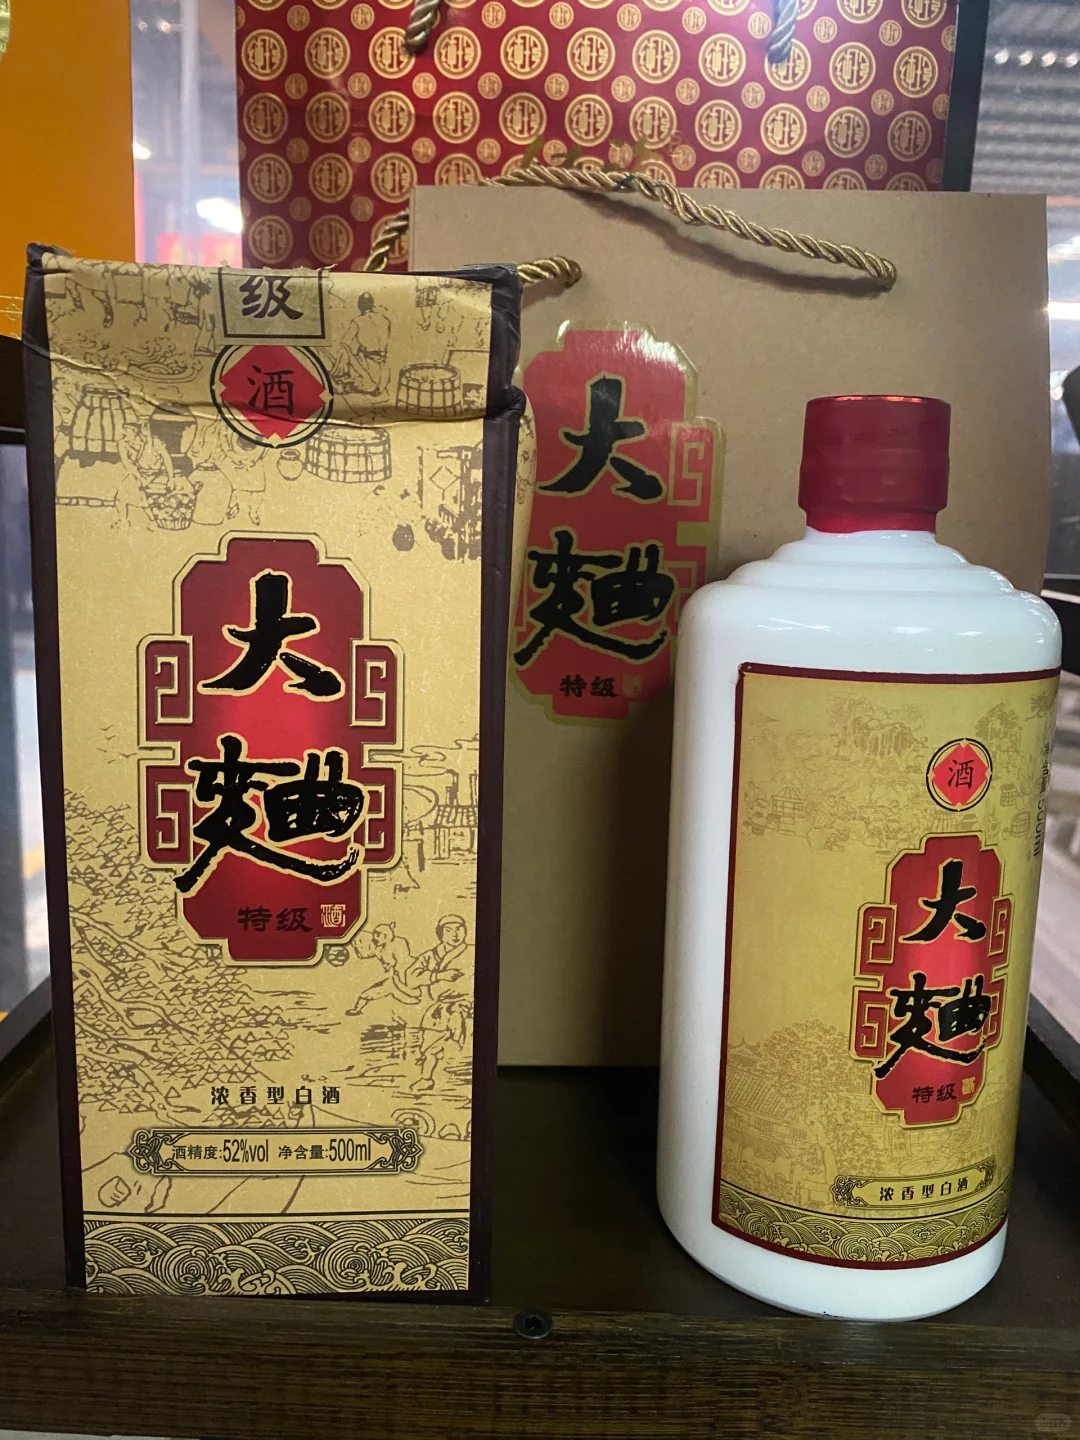 级
酒
大
麯
特级
浓香型白酒
酒精度:52%vol 净含量:500ml
大
麯
特级
酒
大
麯
特级
浓香型白酒